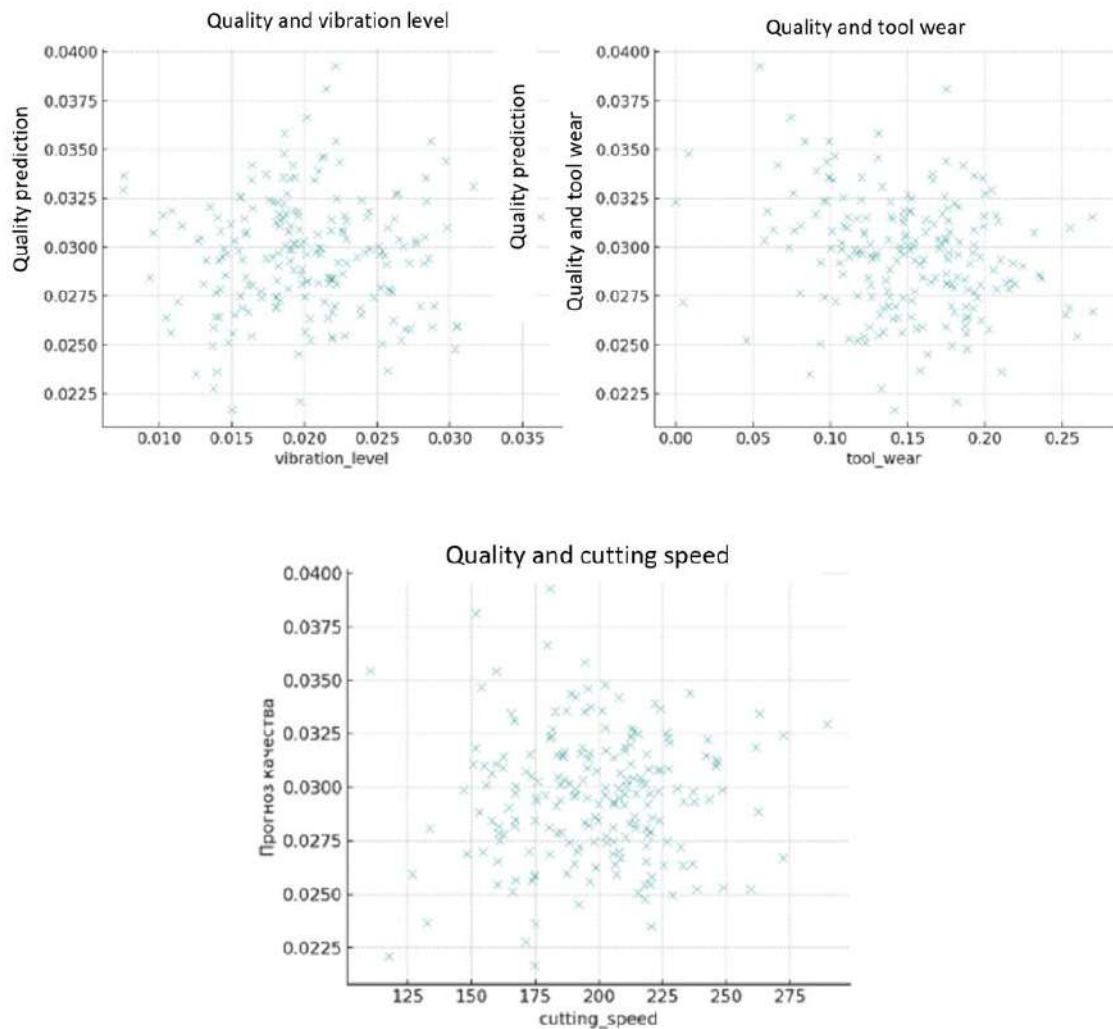 Quality and vibration level
Quality prediction
0.0400
0.0375
0.0350
0.0325
0.0300
0.0275
0.0250
0.0225
0.010 0.015 0.020 0.025 0.030 0.035
vibration_level
Quality prediction
Quality and tool wear
Quality and tool wear
0.0400
0.0375
0.0350
0.0325
0.0300
0.0275
0.0250
0.0225
0.00 0.05 0.10 0.15 0.20 0.25
tool_wear
Quality and cutting speed
Прогноз качества
0.0400
0.0375
0.0350
0.0325
0.0300
0.0275
0.0250
0.0225
125 150 175 200 225 250 275
cutting_speed